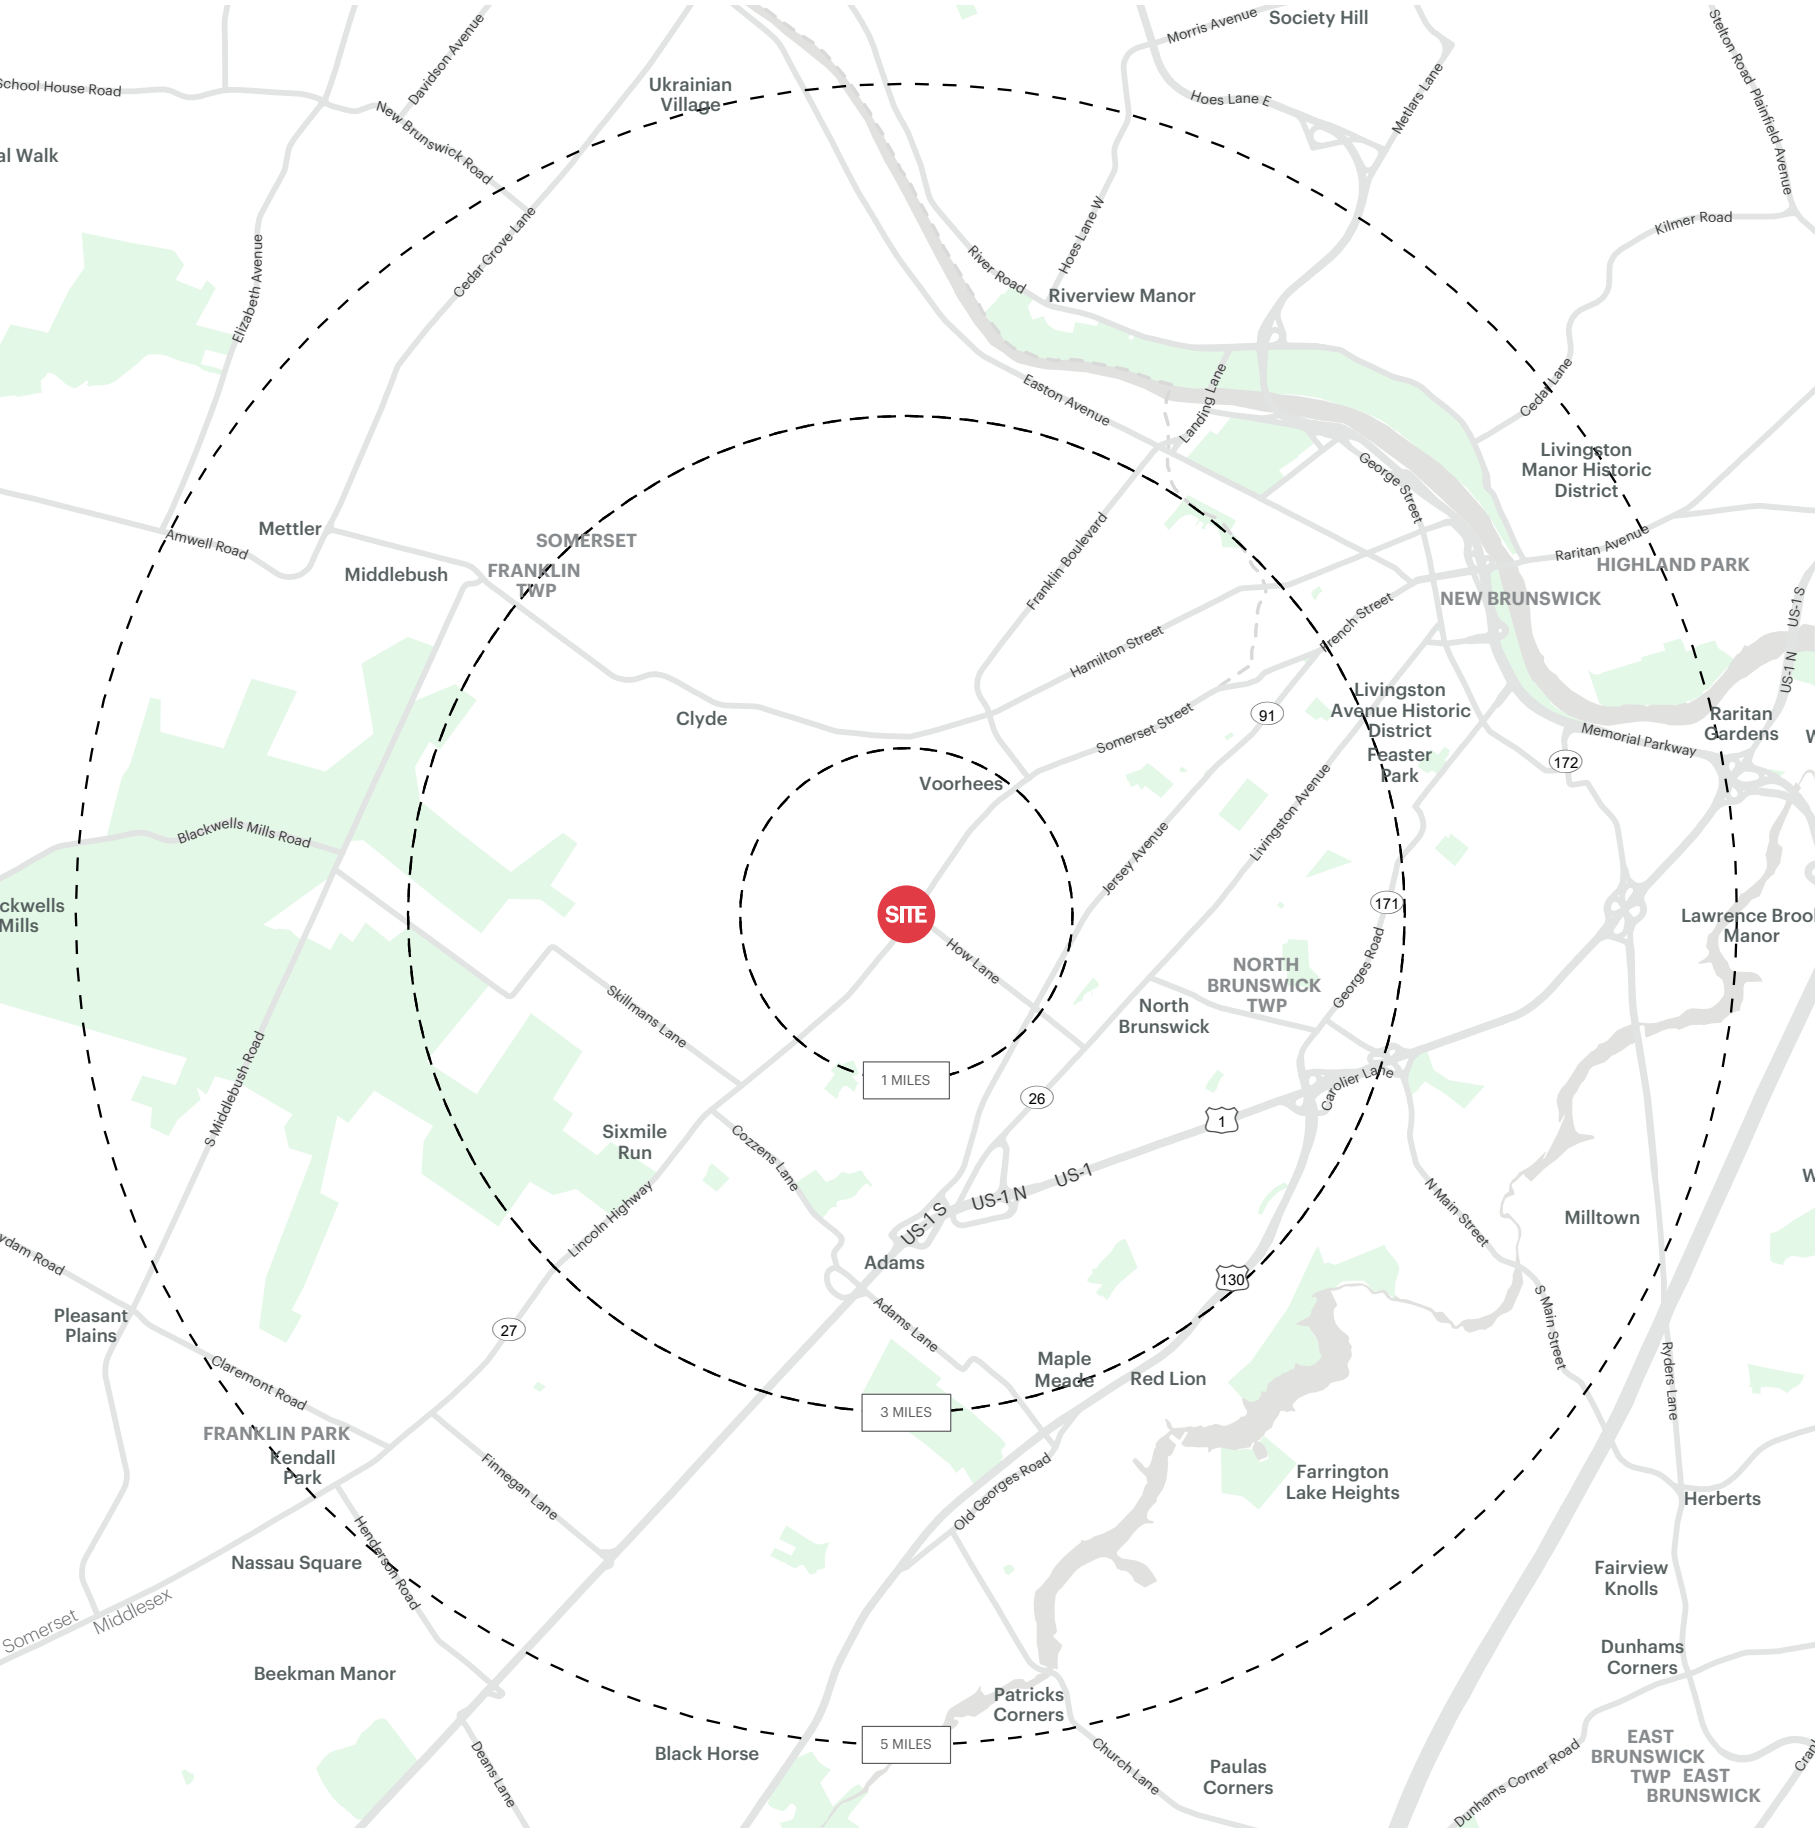 Society Hill
Morris Avenue
Stelton Road
Plainfield Avenue
Davidson Avenue
School House Road
Ukrainian
Village
Hoes Lane E
Metlars Lane
New Brunswick Road
al Walk
Cedar Grove Lane
Elizabeth Avenue
Hoes Lane W
Kilmer Road
River Road
Riverview Manor
Easton Avenue
Landing Lane
Cedar Lane
George Street
Livingston
Manor Historic
District
Mettler
Amwell Road
SOMERSET
Middlebush
FRANKLIN
TWP
Franklin Boulevard
Raritan Avenue
HIGHLAND PARK
NEW BRUNSWICK
US-1 S
US-1 N
French Street
Hamilton Street
Clyde
Somerset Street
91
Livingston
Avenue Historic
District
Feaster
Park
Raritan
Gardens
W
Memorial Parkway
172
Voorhees
Livingston Avenue
Jersey Avenue
Blackwells Mills Road
ckwells
Mills
SITE
171
Lawrence Broo
Manor
How Lane
NORTH
BRUNSWICK
TWP
Georges Road
North
Brunswick
Skillmans Lane
S Middlebush Road
1 MILES
26
Carolier Lane
1
Sixmile
Run
Cozzens Lane
US-1
US-1 N
US-1 S
Lincoln Highway
N Main Street
Milltown
W
ydam Road
Adams
130
Pleasant
Plains
27
Adams Lane
S Main Street
Ryders Lane
Claremont Road
Maple
Meade
Red Lion
3 MILES
FRANKLIN PARK
Kendall
Park
Finnegan Lane
Old Georges Road
Farrington
Lake Heights
Herberts
Henderson Road
Nassau Square
Fairview
Knolls
Somerset
Middlesex
Beekman Manor
Dunhams
Corners
Patricks
Corners
5 MILES
Black Horse
Deans Lane
Church Lane
Paulas
Corners
Dunhams Corner Road
EAST
BRUNSWICK
TWP
EAST
BRUNSWICK
Cran